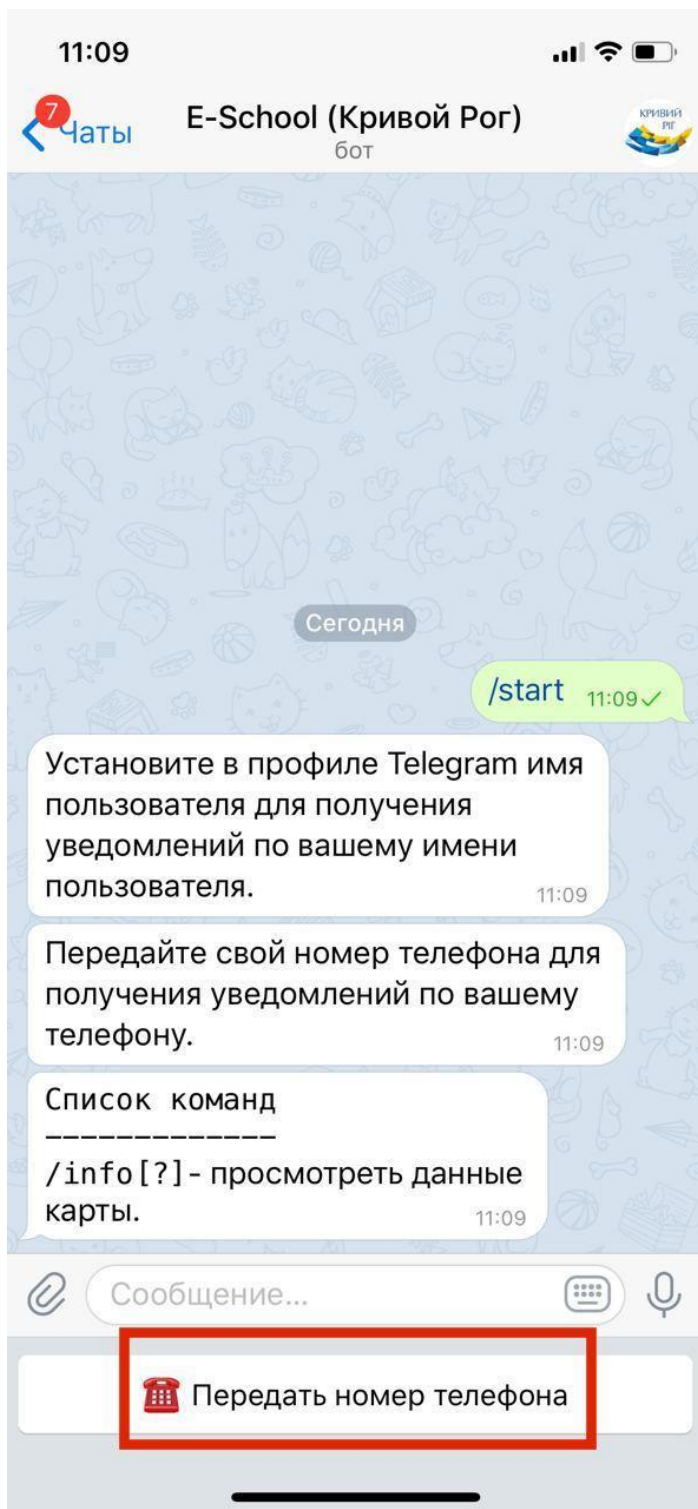 11:09
7
Чаты
E-School (Кривой Рог)
бот
КРИВИЙ
РІГ
Сегодня
/start 11:09
Установите в профиле Telegram имя
пользователя для получения
уведомлений по вашему имени
пользователя. 11:09
Передайте свой номер телефона для
получения уведомлений по вашему
телефону. 11:09
Список команд
-------------
/info[?]- просмотреть данные
карты. 11:09
Сообщение...
Передать номер телефона